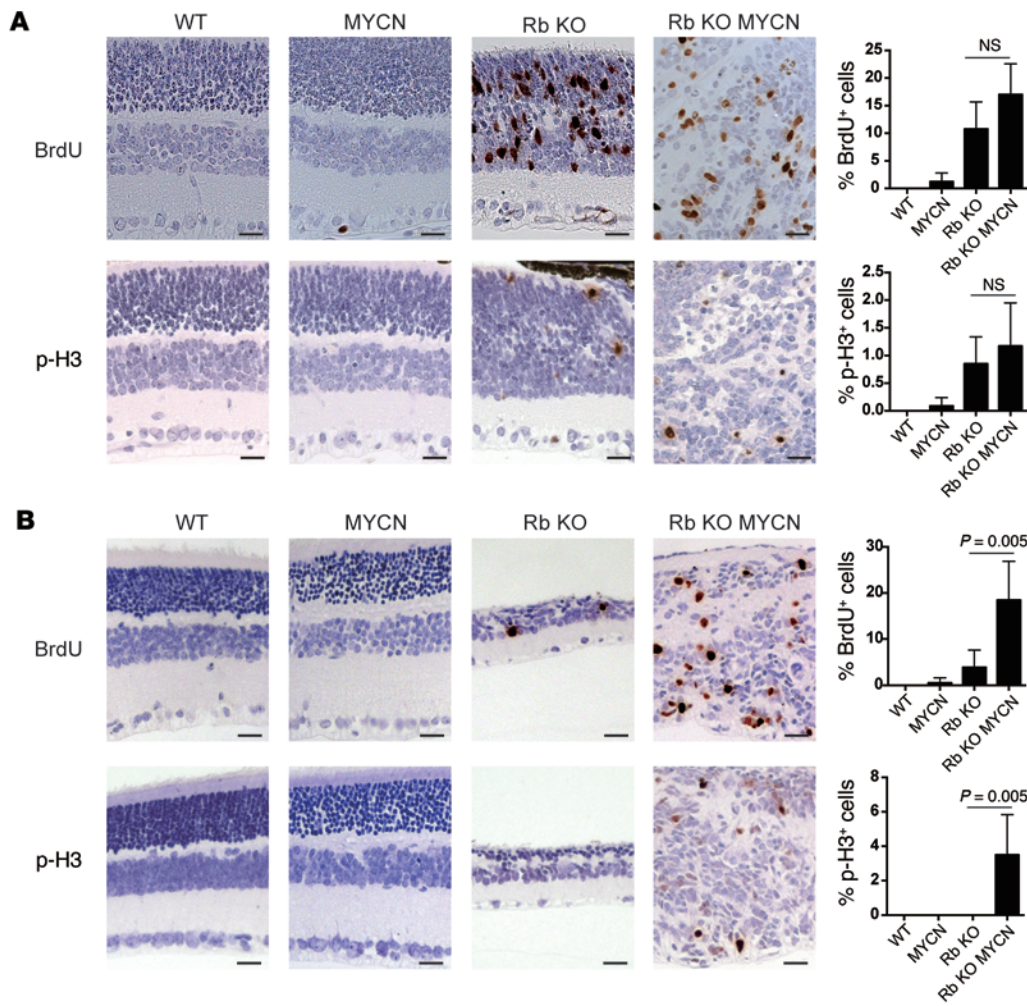 A
WT MYCN Rb KO Rb KO MYCN
BrdU
% BrdU+ cells
25
20
15
10
5
0
NS
WT
MYCN
Rb KO
Rb KO MYCN
p-H3
% p-H3+ cells
2.5
2.0
1.5
1.0
0.5
0.0
NS
WT
MYCN
Rb KO
Rb KO MYCN
B
WT MYCN Rb KO Rb KO MYCN
BrdU
% BrdU+ cells
30
20
10
0
P = 0.005
WT
MYCN
Rb KO
Rb KO MYCN
p-H3
% p-H3+ cells
8
6
4
2
0
P = 0.005
WT
MYCN
Rb KO
Rb KO MYCN